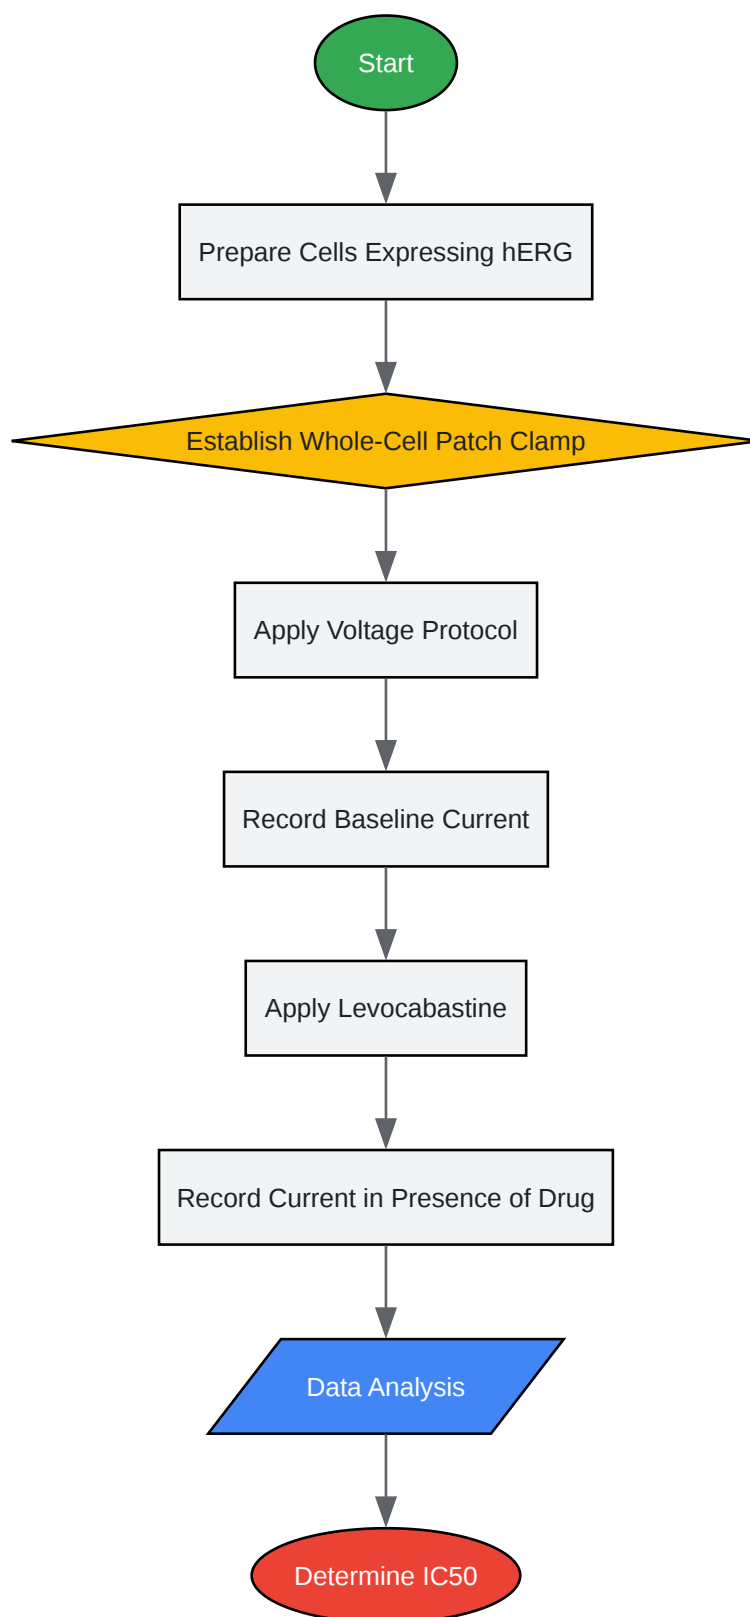 Start
Prepare Cells Expressing hERG
Establish Whole-Cell Patch Clamp
Apply Voltage Protocol
Record Baseline Current
Apply Levocabastine
Record Current in Presence of Drug
Data Analysis
Determine IC50